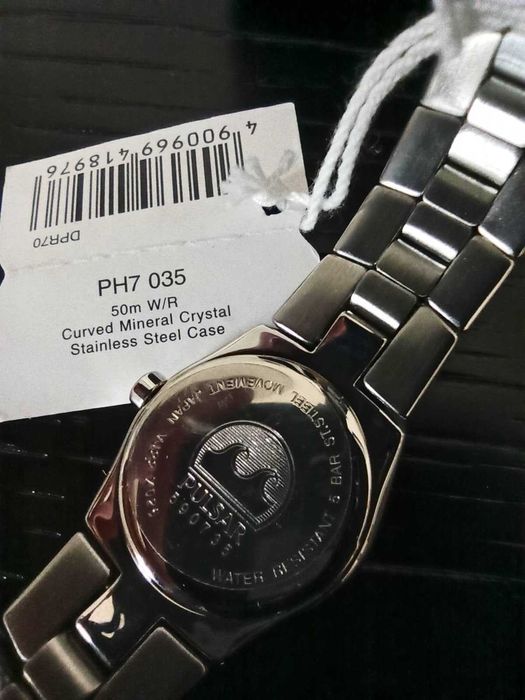 4 900969 418976
DPR70
PH7 035
50m W/R
Curved Mineral Crystal
Stainless Steel Case
WATER RESISTANT 5 BAR ST.STEEL MOVEMENT JAPAN
PULSAR